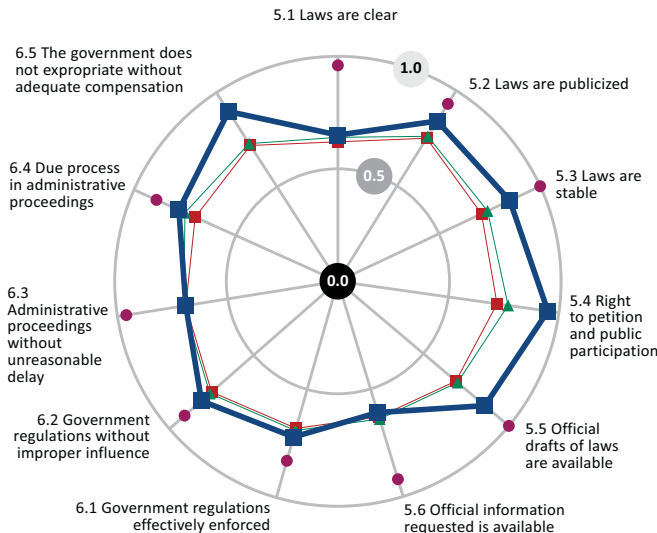 5.1 Laws are clear
1.0
5.2 Laws are publicized
5.3 Laws are
stable
5.4 Right
to petition
and public
participation
5.5 Official
drafts of laws
are available
5.6 Official information
requested is available
6.1 Government regulations
effectively enforced
6.2 Government
regulations without
improper influence
6.3
Administrative
proceedings
without
unreasonable
delay
6.4 Due process
in administrative
proceedings
6.5 The government does
not expropriate without
adequate compensation
0.5
0.0